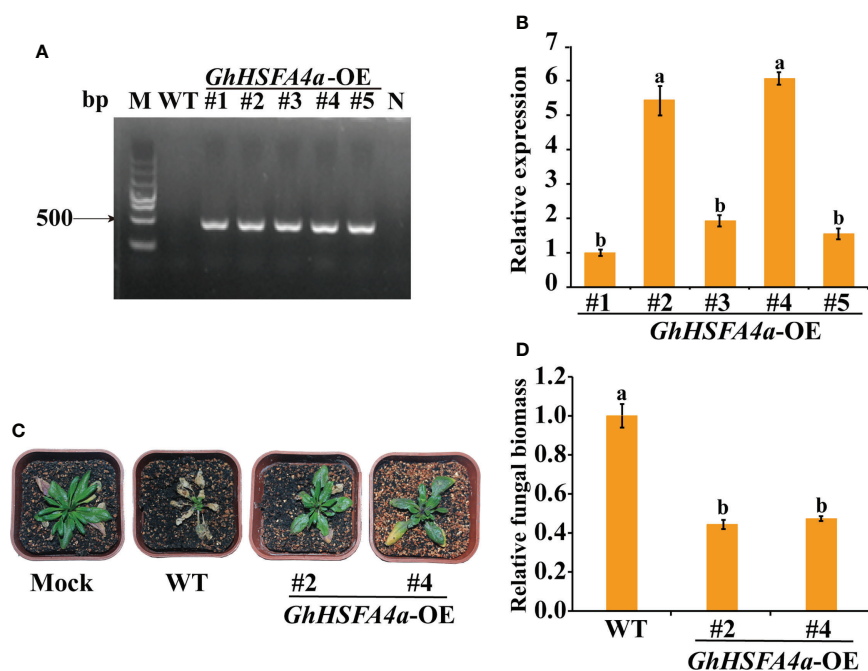 A
GhHSFA4a-OE
bp M WT #1 #2 #3 #4 #5 N
500
B
Relative expression
7
6
5
4
3
2
1
0
b
a
b
a
b
#1 #2 #3 #4 #5
GhHSFA4a-OE
C
Mock WT #2 #4
GhHSFA4a-OE
D
Relative fungal biomass
1.2
1.0
0.8
0.6
0.4
0.2
0.0
a
b
b
WT #2 #4
GhHSFA4a-OE